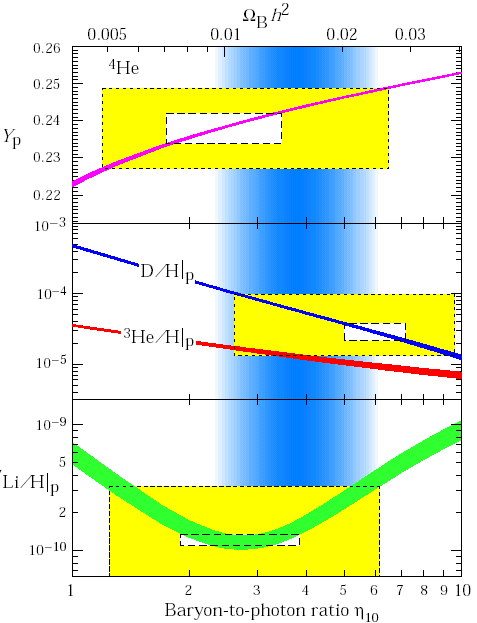 Ω_B h²
0.005 0.01 0.02 0.03
0.26
⁴He
0.25
0.24
Y_p
0.23
0.22
10⁻³
D/H|_p
10⁻⁴
³He/H|_p
10⁻⁵
10⁻⁹
5
⁷Li/H|_p
2
10⁻¹⁰
1 2 3 4 5 6 7 8 9 10
Baryon-to-photon ratio η₁₀